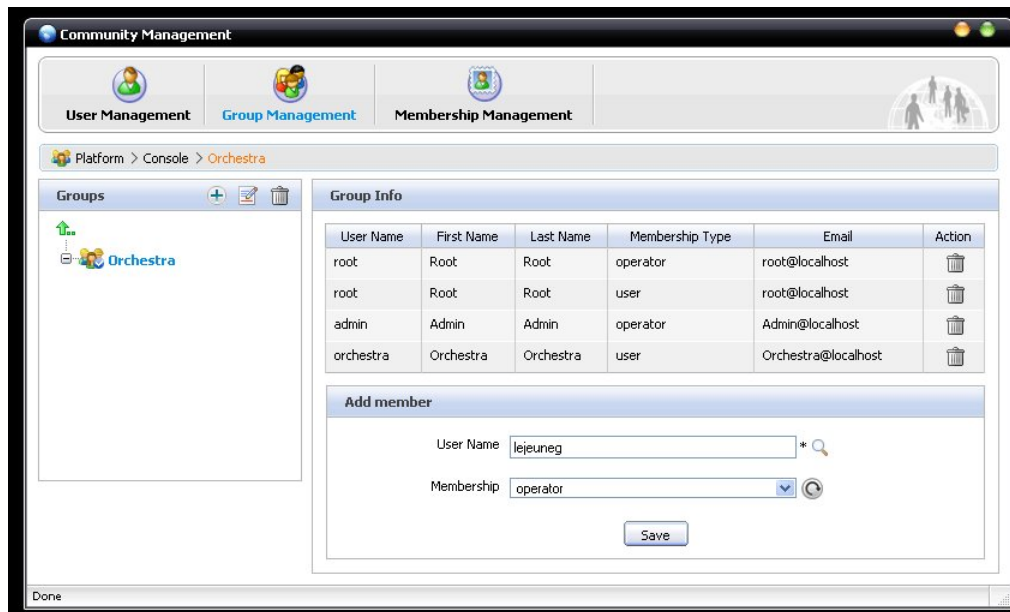 Community Management
User Management Group Management Membership Management
Platform > Console > Orchestra
Groups
Orchestra
Group Info
User Name First Name Last Name Membership Type Email Action
root Root Root operator root@localhost
root Root Root user root@localhost
admin Admin Admin operator Admin@localhost
orchestra Orchestra Orchestra user Orchestra@localhost
Add member
User Name lejeuneg *
Membership operator
Save
Done